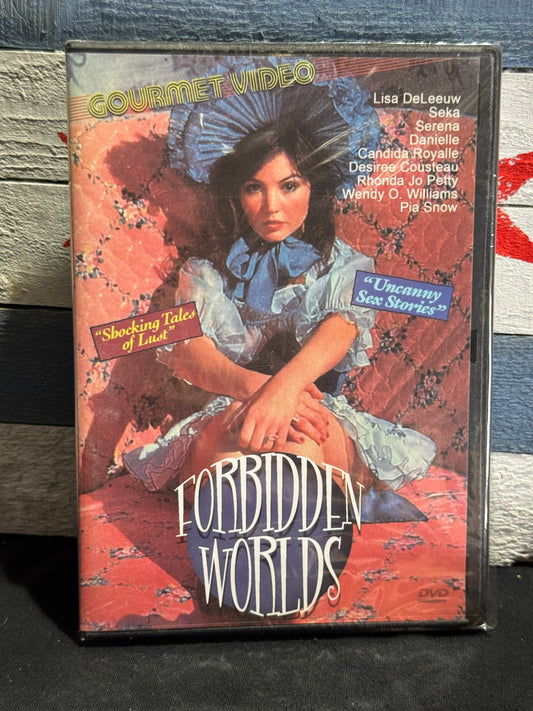 GOURMET VIDEO
Lisa DeLeeuw
Seka
Serena
Danielle
Candida Royalle
Desiree Cousteau
Rhonda Jo Petty
Wendy O. Williams
Pia Snow
"Uncanny
Sex Stories"
"Shocking Tales
of Lust"
FORBIDDEN
WORLDS
DVD